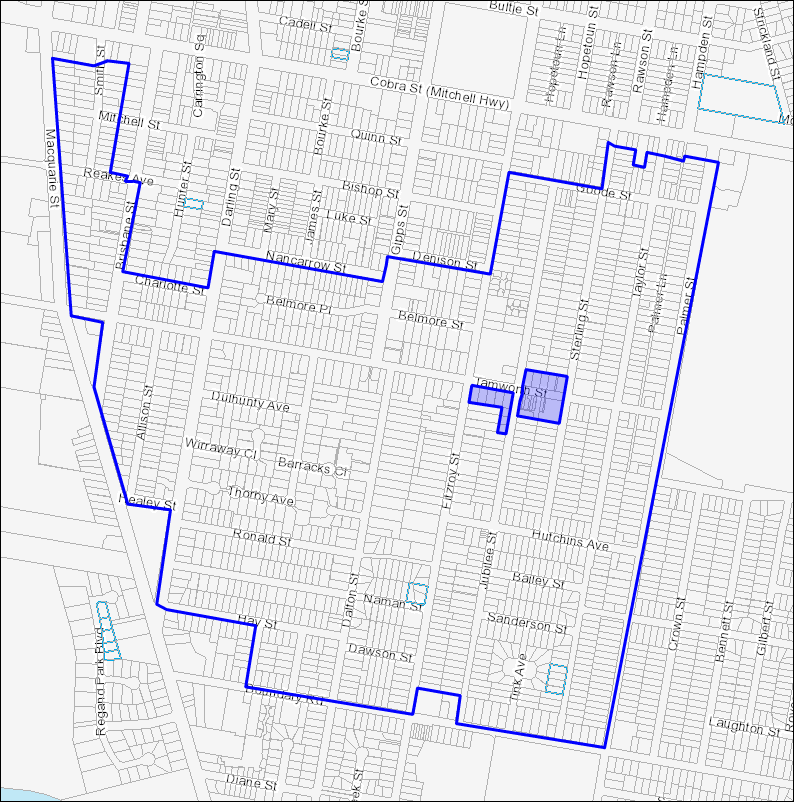 Bultje St
Cadell St
Bourke St
Strickland St
Hampden St
Hopetoun St
Hopetoun Ln
Rawson St
Rawson Ln
Hampden Ln
Smith St
Carrington Sq
Cobra St (Mitchell Hwy)
Mitchell St
Bourke St
Quinn St
Macquarie St
Reakes Ave
Hunter St
Darling St
Bishop St
Quode St
Mary St
James St
Luke St
Gipps St
Brisbane St
Nancarrow St
Denison St
Taylor St
Charlotte St
Palmer Ln
Palmer St
Belmore Pl
Belmore St
Sterling St
Tamworth St
Allison St
Dulhunty Ave
Wirraway Cl
Barracks Cl
Fitzroy St
Thorby Ave
Healey St
Ronald St
Jubilee St
Hutchins Ave
Bailey St
Dalton St
Naman St
Hay St
Sanderson St
Crown St
Bennett St
Gilbert St
Regand Park Blvd
Dawson St
Tink Ave
Boundary Rd
Laughton St
Diane St